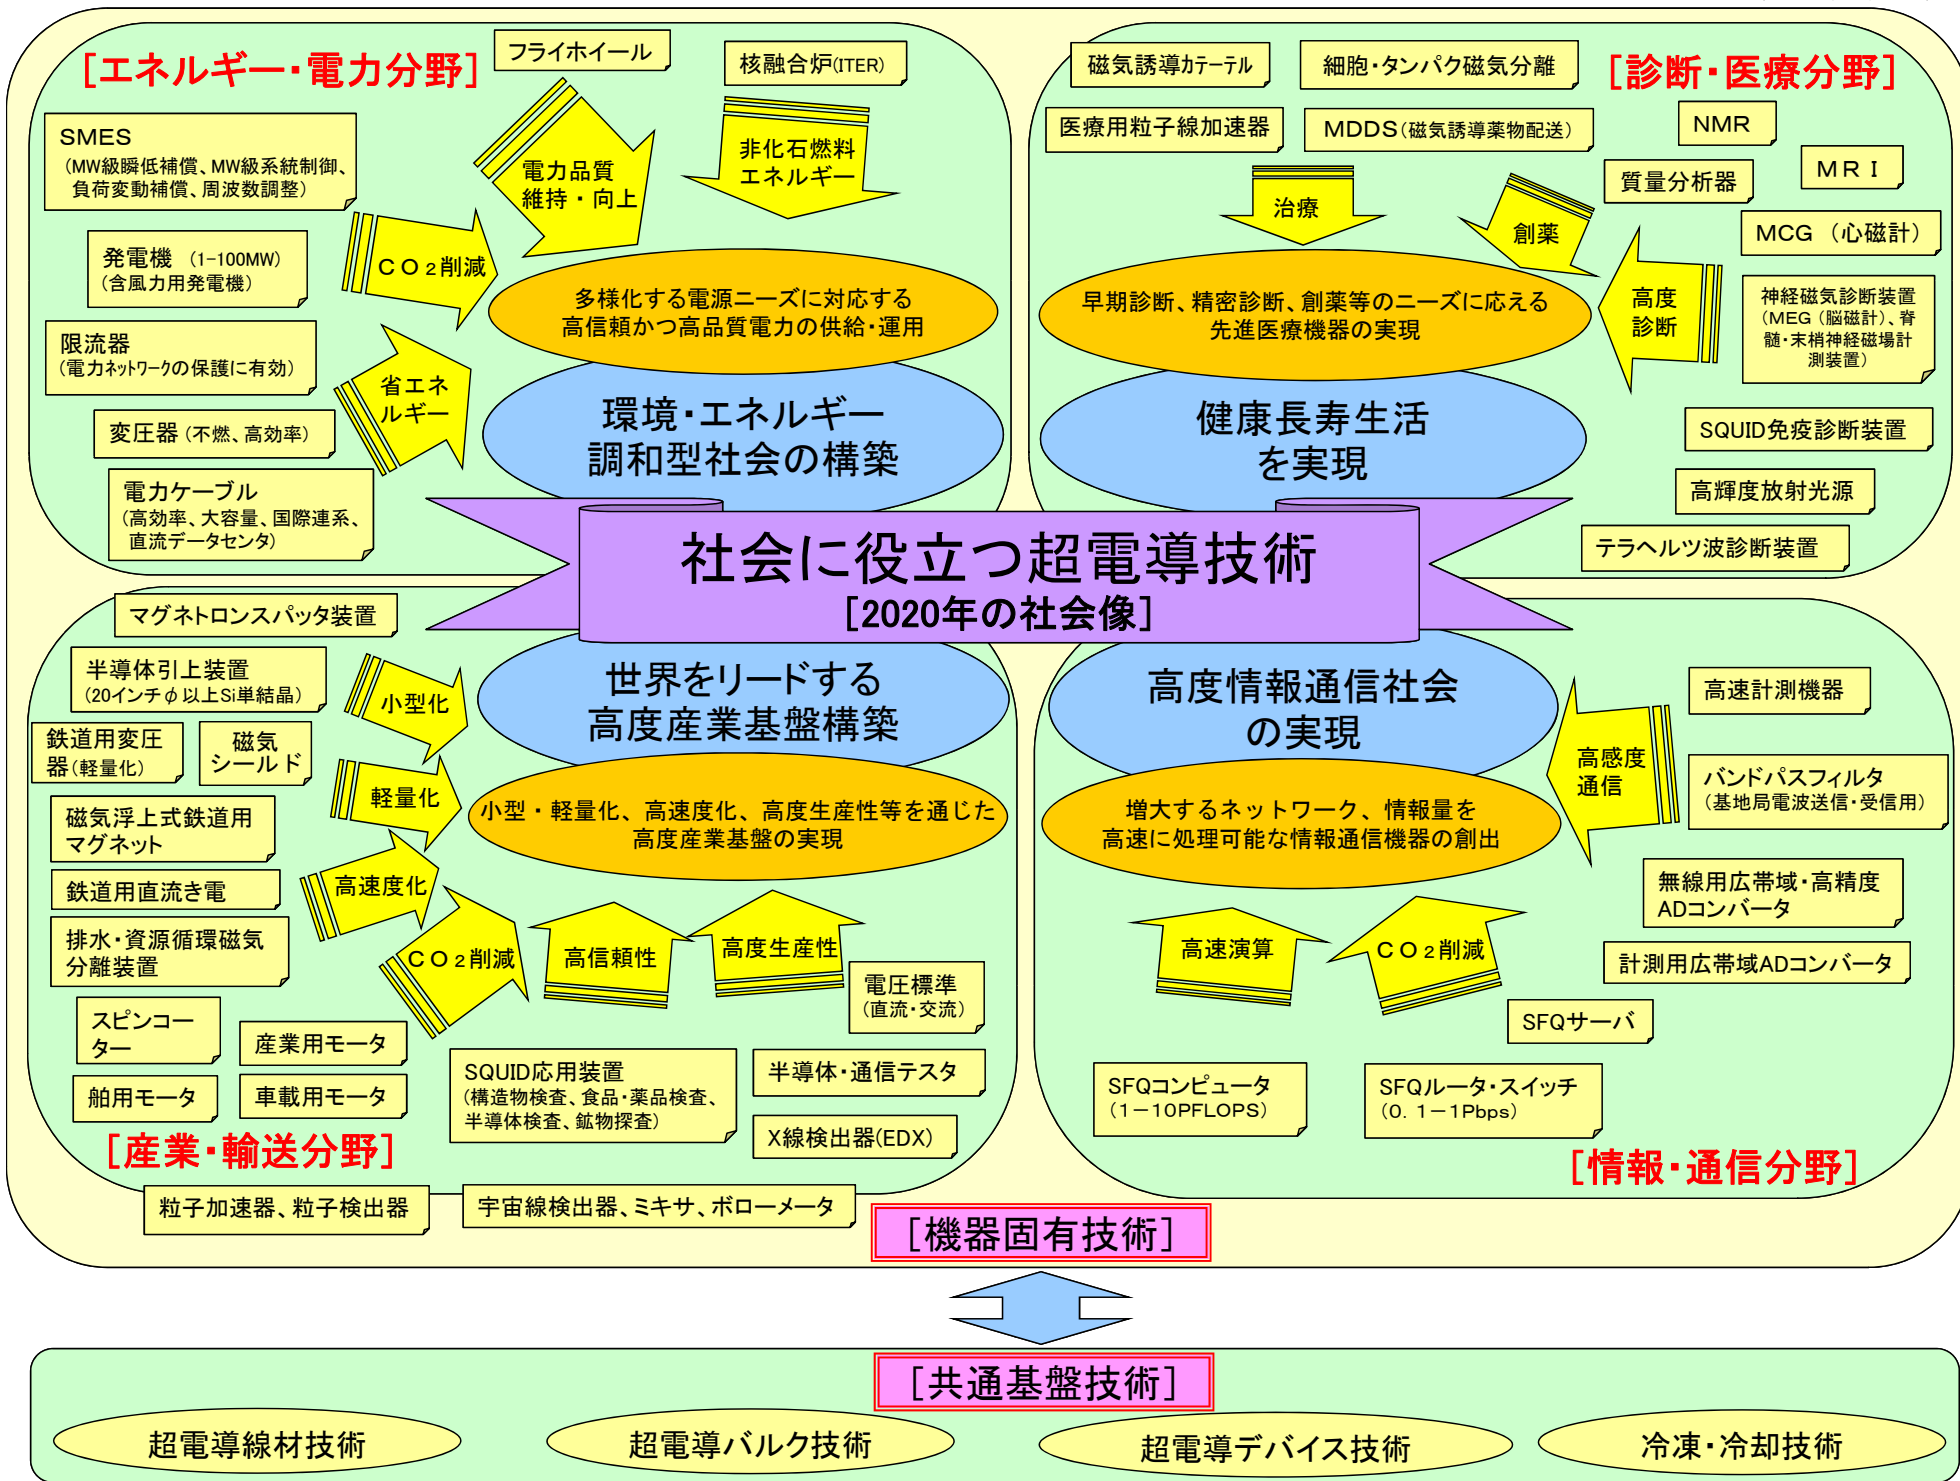 [エネルギー・電力分野]
フライホイール
核融合炉(ITER)
SMES
(MW級瞬低補償、MW級系統制御、
負荷変動補償、周波数調整)
電力品質
維持・向上
非化石燃料
エネルギー
発電機 (1-100MW)
(含風力用発電機)
CO2削減
限流器
(電力ネットワークの保護に有効)
省エネ
ルギー
変圧器(不燃、高効率)
電力ケーブル
(高効率、大容量、国際連系、
直流データセンタ)
多様化する電源ニーズに対応する
高信頼かつ高品質電力の供給・運用
環境・エネルギー
調和型社会の構築
[診断・医療分野]
磁気誘導カテーテル
細胞・タンパク磁気分離
医療用粒子線加速器
MDDS(磁気誘導薬物配送)
NMR
MRI
質量分析器
治療
創薬
MCG (心磁計)
高度
診断
神経磁気診断装置
(MEG(脳磁計)、脊
髄・末梢神経磁場計
測装置)
早期診断、精密診断、創薬等のニーズに応える
先進医療機器の実現
健康長寿生活
を実現
SQUID免疫診断装置
高輝度放射光源
テラヘルツ波診断装置
社会に役立つ超電導技術
[2020年の社会像]
マグネトロンスパッタ装置
半導体引上装置
(20インチφ以上Si単結晶)
小型化
鉄道用変圧
器(軽量化)
磁気
シールド
軽量化
磁気浮上式鉄道用
マグネット
鉄道用直流き電
高速度化
排水・資源循環磁気
分離装置
CO2削減
高信頼性
高度生産性
世界をリードする
高度産業基盤構築
小型・軽量化、高速度化、高度生産性等を通じた
高度産業基盤の実現
電圧標準
(直流・交流)
スピンコー
ター
産業用モータ
舶用モータ
車載用モータ
SQUID応用装置
(構造物検査、食品・薬品検査、
半導体検査、鉱物探査)
半導体・通信テスタ
X線検出器(EDX)
[産業・輸送分野]
粒子加速器、粒子検出器
宇宙線検出器、ミキサ、ボローメータ
高度情報通信社会
の実現
増大するネットワーク、情報量を
高速に処理可能な情報通信機器の創出
高感度
通信
高速計測機器
バンドパスフィルタ
(基地局電波送信・受信用)
無線用広帯域・高精度
ADコンバータ
計測用広帯域ADコンバータ
高速演算
CO2削減
SFQサーバ
SFQコンピュータ
(1-10PFLOPS)
SFQルータ・スイッチ
(0.1-1Pbps)
[情報・通信分野]
[機器固有技術]
[共通基盤技術]
超電導線材技術
超電導バルク技術
超電導デバイス技術
冷凍・冷却技術